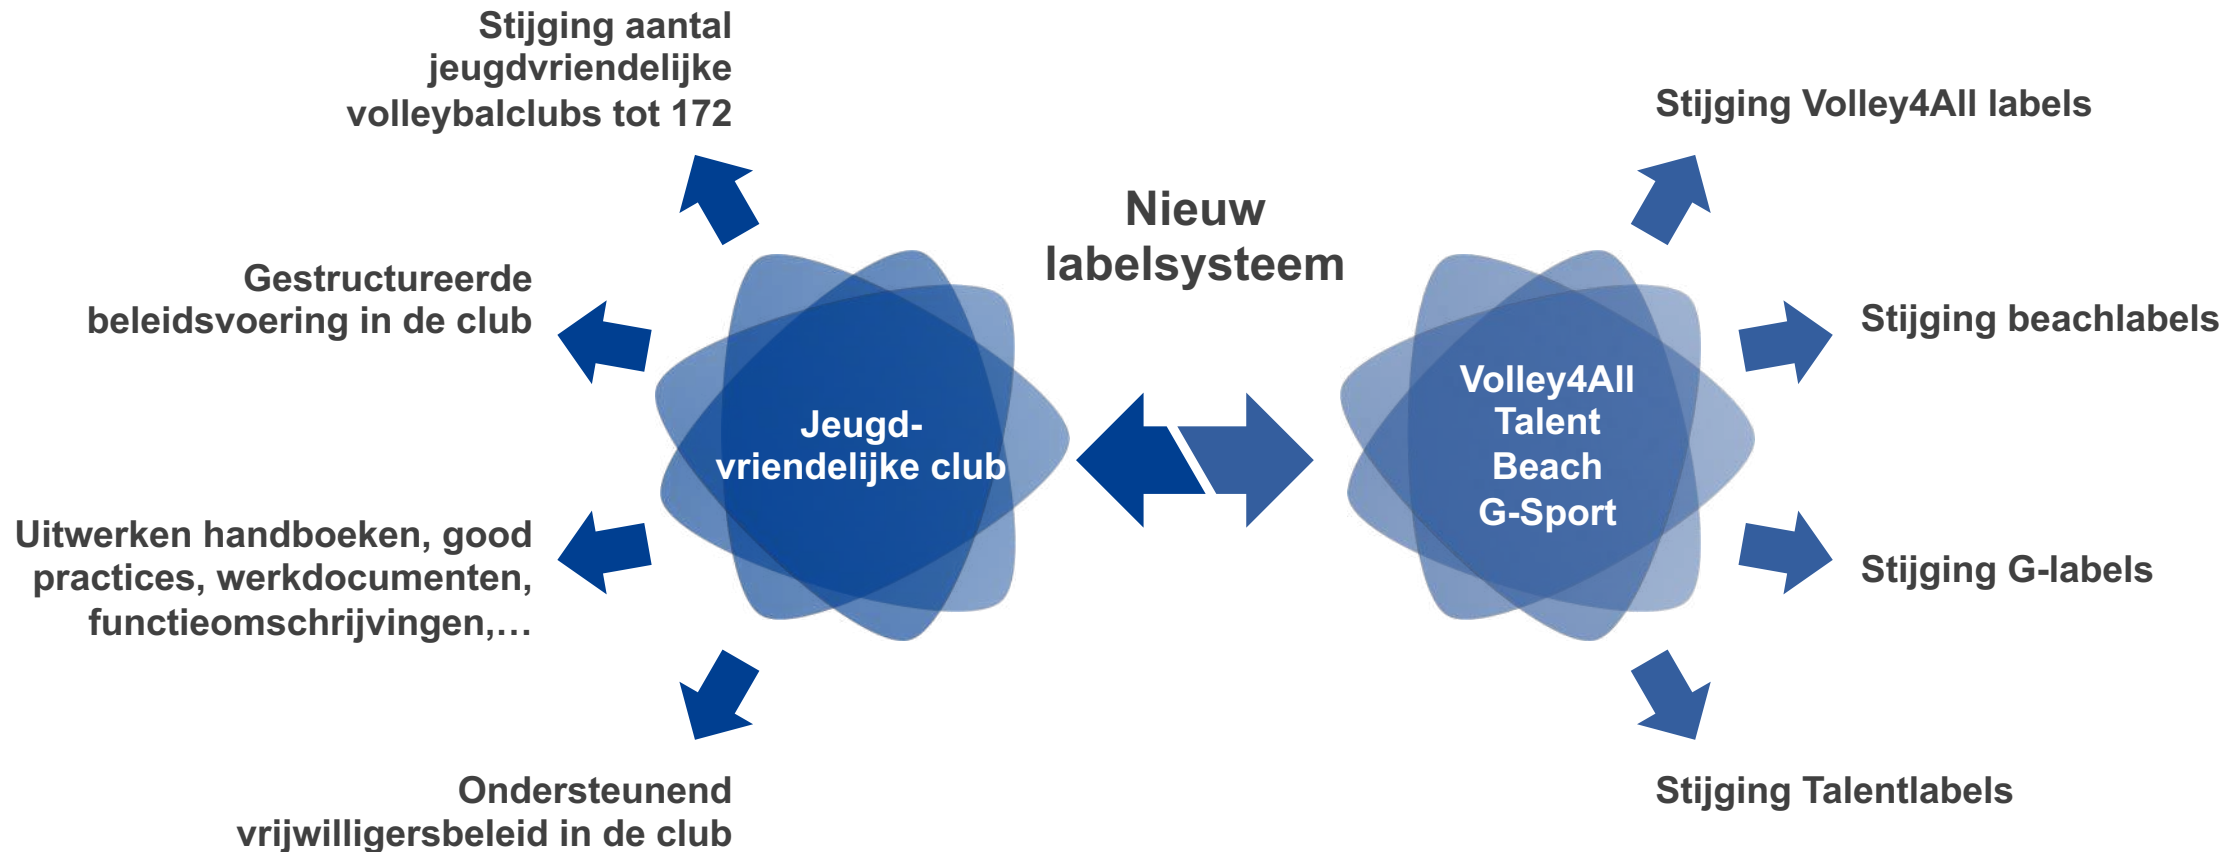 Stijging aantal
jeugdvriendelijke
volleybalclubs tot 172
Gestructureerde
beleidsvoering in de club
Uitwerken handboeken, good
practices, werkdocumenten,
functieomschrijvingen,…
Ondersteunend
vrijwilligersbeleid in de club
Jeugd-
vriendelijke club
Nieuw
labelsysteem
Volley4All
Talent
Beach
G-Sport
Stijging Volley4All labels
Stijging beachlabels
Stijging G-labels
Stijging Talentlabels